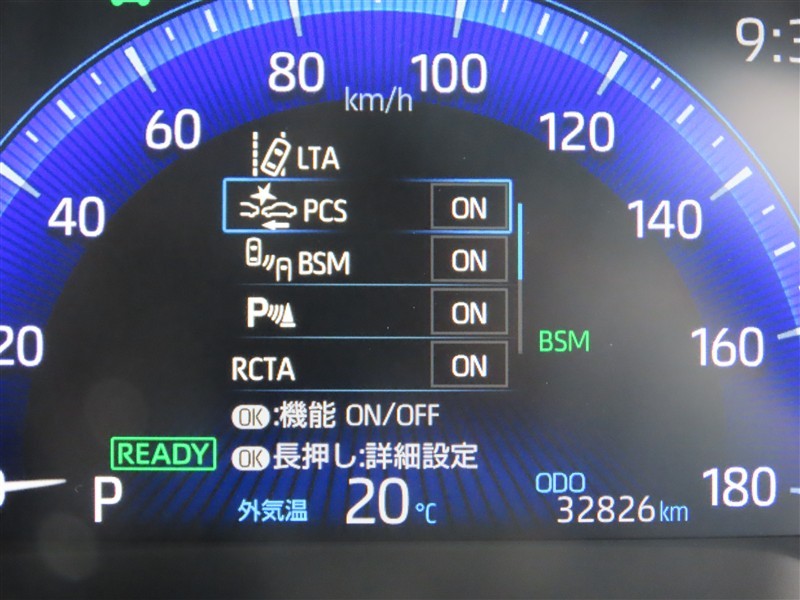 9:3
80
100
km/h
60
120
LTA
40
PCS ON
140
BSM ON
P ON
20
BSM
160
RCTA ON
OK:機能 ON/OFF
READY
OK長押し:詳細設定
P
外気温 20℃
ODO
32826km
180